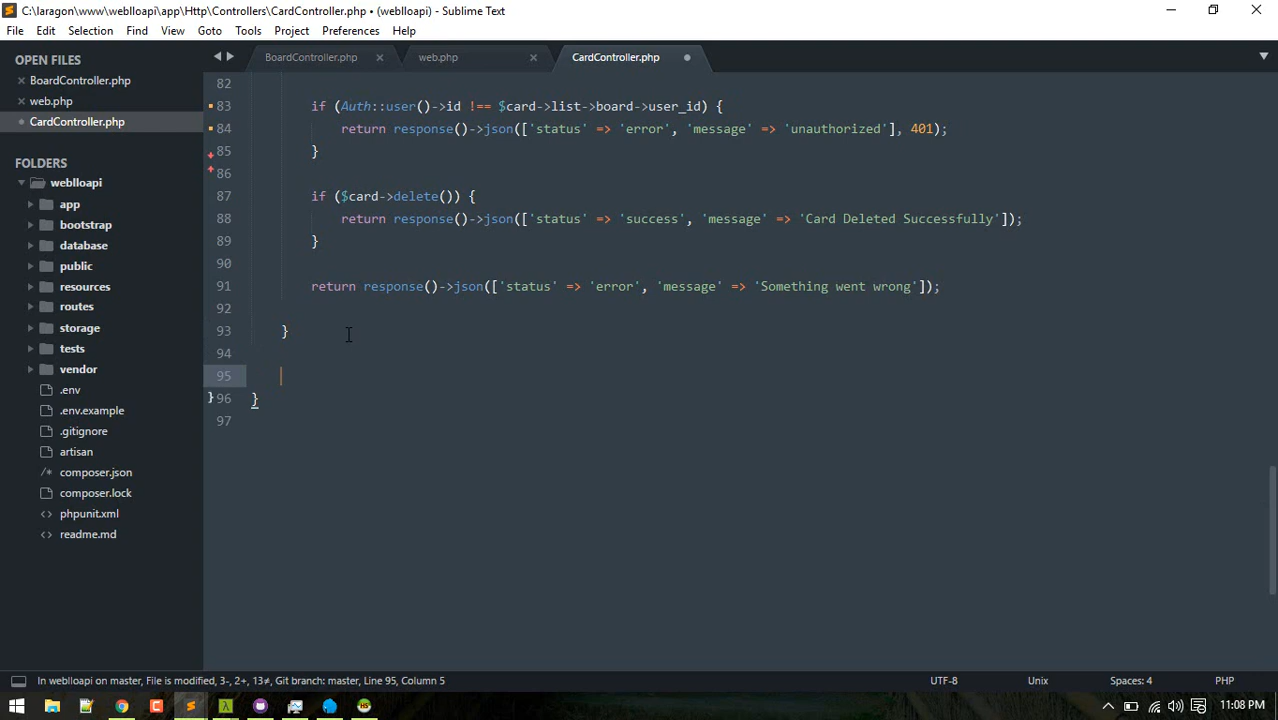 C:\laragon\www\weblloapi\app\Http\Controllers\CardController.php • (weblloapi) - Sublime Text
File Edit Selection Find View Goto Tools Project Preferences Help
OPEN FILES
BoardController.php
web.php
CardController.php
FOLDERS
weblloapi
app
bootstrap
database
public
resources
routes
storage
tests
vendor
.env
.env.example
.gitignore
artisan
composer.json
composer.lock
phpunit.xml
readme.md
BoardController.php web.php CardController.php
82
83 if (Auth::user()->id !== $card->list->board->user_id) {
84 return response()->json(['status' => 'error', 'message' => 'unauthorized'], 401);
85 }
86
87 if ($card->delete()) {
88 return response()->json(['status' => 'success', 'message' => 'Card Deleted Successfully']);
89 }
90
91 return response()->json(['status' => 'error', 'message' => 'Something went wrong']);
92
93 }
94
95
96 }
97
In weblloapi on master, File is modified, 3-, 2+, 13≠, Git branch: master, Line 95, Column 5 UTF-8 Unix Spaces: 4 PHP
11:08 PM